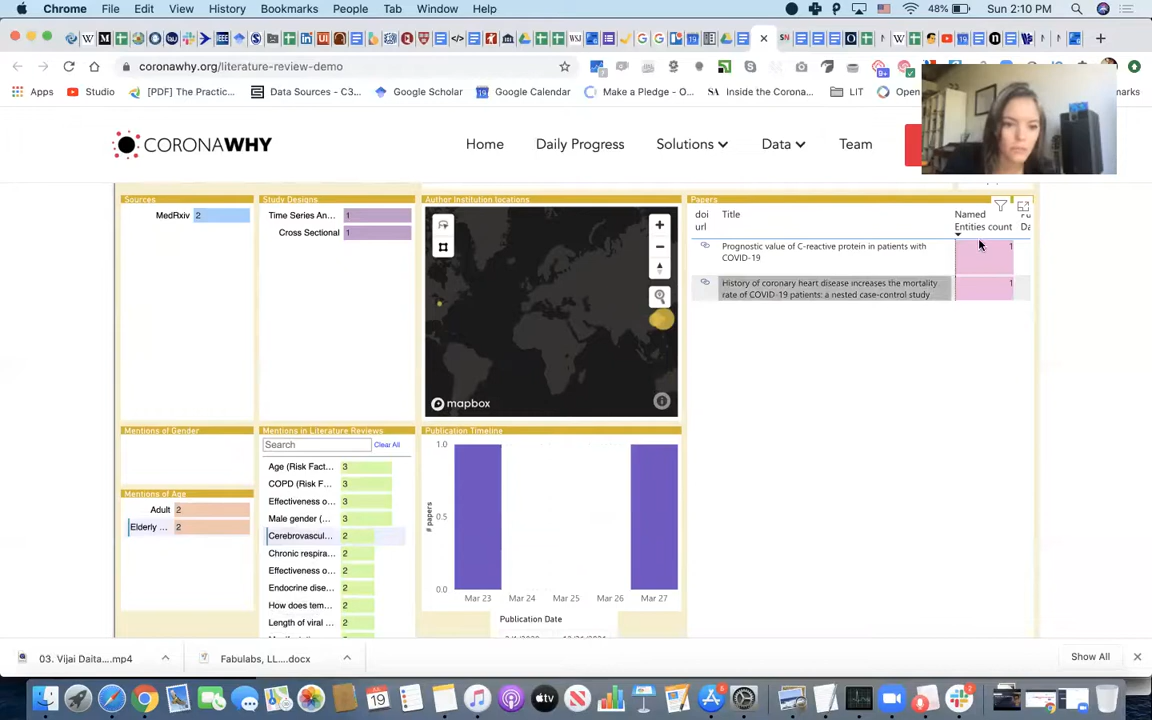 Chrome File Edit View History Bookmarks People Tab Window Help 48% Sun 2:10 PM
coronawhy.org/literature-review-demo
Apps Studio [PDF] The Practic... Data Sources - C3... Google Scholar Google Calendar Make a Pledge - O... Inside the Corona... LIT Open
CORONAWHY Home Daily Progress Solutions Data Team
Sources Study Designs Author Institution locations Papers
MedRxiv 2
Time Series An... 1
Cross Sectional 1
doi url Title Named Entities count
Prognostic value of C-reactive protein in patients with
COVID-19 1
History of coronary heart disease increases the mortality
rate of COVID-19 patients: a nested case-control study 1
mapbox
Mentions of Gender Mentions in Literature Reviews Publication Timeline
Search Clear All
Age (Risk Fact... 3
COPD (Risk F... 3
Effectiveness o... 3
Male gender (... 3
Cerebrovascul... 2
Chronic respira... 2
Effectiveness o... 2
Endocrine dise... 2
How does tem... 2
Length of viral ... 2
Mentions of Age
Adult 2
Elderly ... 2
1.0
0.5
0.0
# papers
Mar 23 Mar 24 Mar 25 Mar 26 Mar 27
Publication Date
03. Vijai Daita....mp4 Fabulabs, LL....docx Show All